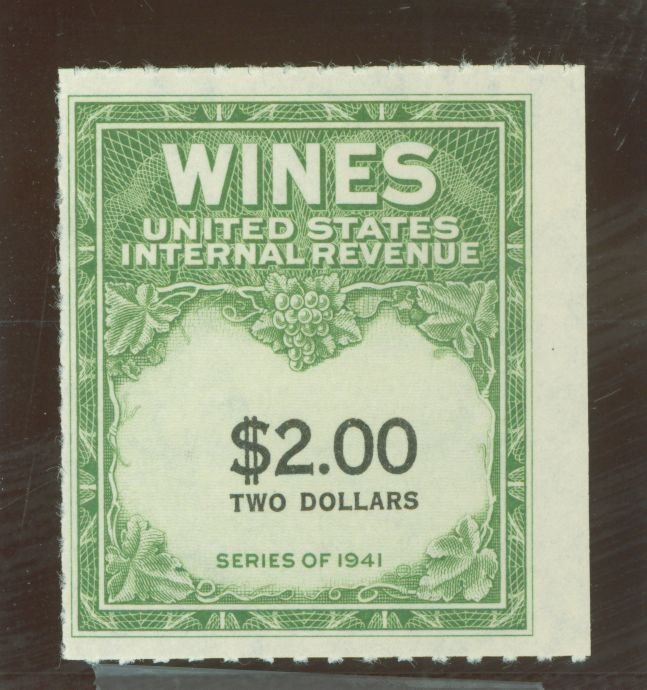 WINES
UNITED STATES
INTERNAL REVENUE
$2.00
TWO DOLLARS
SERIES OF 1941